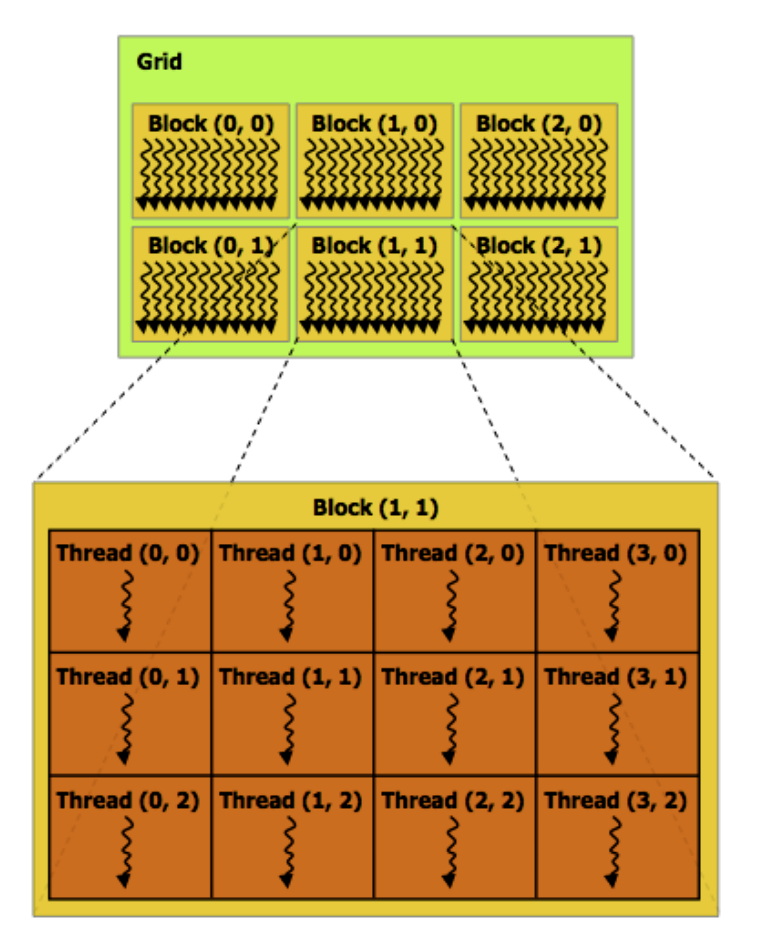 Grid
Block (0, 0) Block (1, 0) Block (2, 0)
Block (0, 1) Block (1, 1) Block (2, 1)
Block (1, 1)
Thread (0, 0) Thread (1, 0) Thread (2, 0) Thread (3, 0)
Thread (0, 1) Thread (1, 1) Thread (2, 1) Thread (3, 1)
Thread (0, 2) Thread (1, 2) Thread (2, 2) Thread (3, 2)